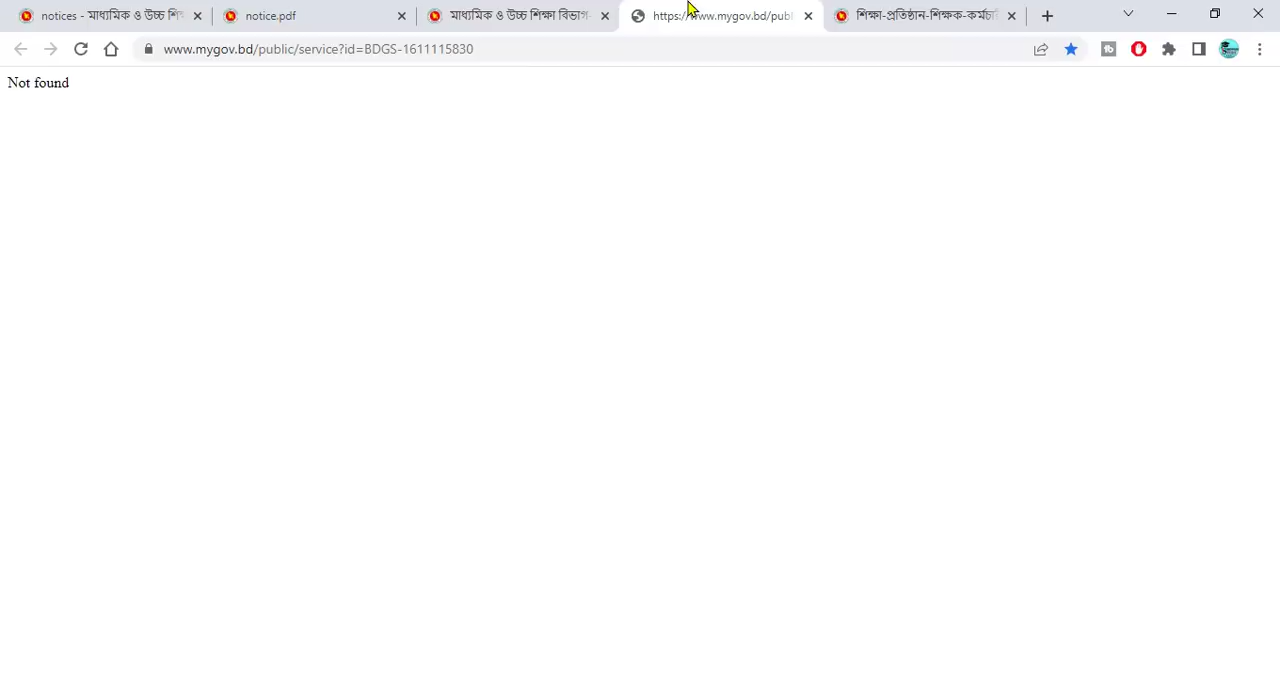 notices - মাধ্যমিক ও উচ্চ
notice.pdf
মাধ্যমিক ও উচ্চ শিক্ষা বিভাগ-
https://www.mygov.bd/publ
শিক্ষা-প্রতিষ্ঠান-শিক্ষক-কর্মচা
www.mygov.bd/public/service?id=BDGS-1611115830
Not found